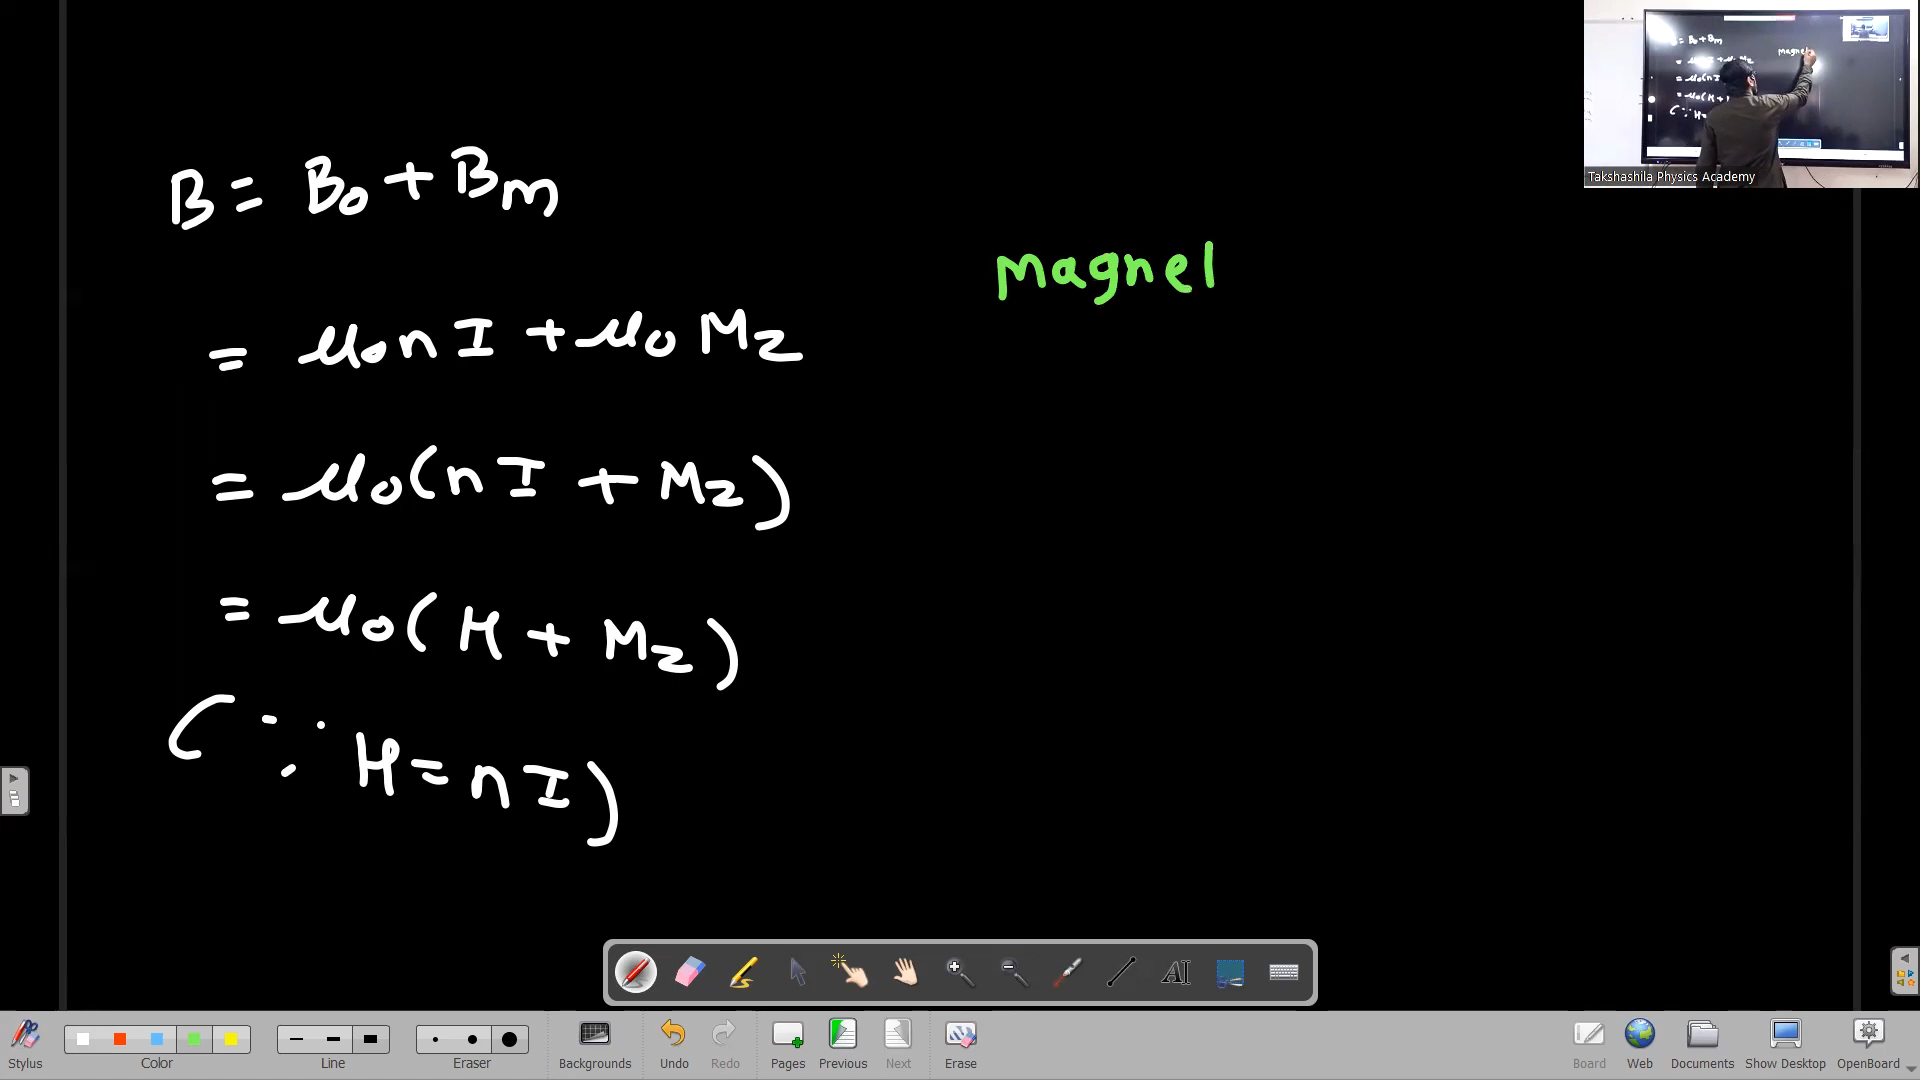 B = B₀ + Bm
= μ₀nI + μ₀Mz
= μ₀(nI + Mz)
= μ₀(H + Mz)
(∵ H = nI)
Magnel
Takshashila Physics Academy
Stylus
Color
Line
Eraser
Backgrounds
Undo
Redo
Pages
Previous
Next
Erase
Board
Web
Documents
Show Desktop
OpenBoard